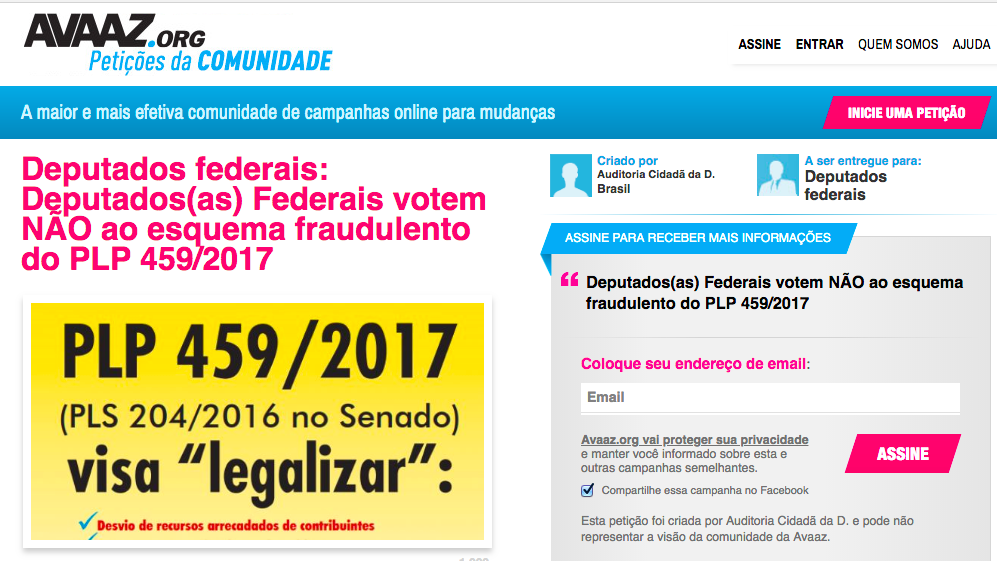 AVAAZ.ORG
Petições da COMUNIDADE
ASSINE ENTRAR QUEM SOMOS AJUDA
A maior e mais efetiva comunidade de campanhas online para mudanças
INICIE UMA PETIÇÃO
Deputados federais:
Deputados(as) Federais votem
NÃO ao esquema fraudulento
do PLP 459/2017
PLP 459/2017
(PLS 204/2016 no Senado)
visa “legalizar”:
Desvio de recursos arrecadados de contribuintes
Criado por
Auditoria Cidadã da D.
Brasil
A ser entregue para:
Deputados
federais
ASSINE PARA RECEBER MAIS INFORMAÇÕES
Deputados(as) Federais votem NÃO ao esquema
fraudulento do PLP 459/2017
Coloque seu endereço de email:
Email
Avaaz.org vai proteger sua privacidade
e manter você informado sobre esta e
outras campanhas semelhantes.
ASSINE
Compartilhe essa campanha no Facebook
Esta petição foi criada por Auditoria Cidadã da D. e pode não
representar a visão da comunidade da Avaaz.